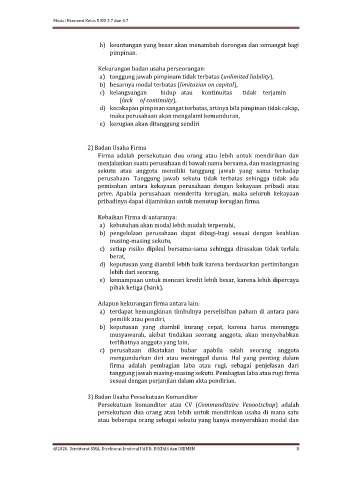 Modul Ekonomi Kelas X KD 3.7 dan 4.7
h) keuntungan yang besar akan menambah dorongan dan semangat bagi
pimpinan.
Kekurangan badan usaha perseorangan:
a) tanggung jawab pimpinan tidak terbatas (unlimited liability),
b) besarnya modal terbatas (limitazion on capital),
c) kelangsungan hidup atau kontinuitas tidak terjamin
(lack of continuity),
d) kecakapan pimpinan sangat terbatas, artinya bila pimpinan tidak cakap,
maka perusahaan akan mengalami kemunduran,
e) kerugian akan ditanggung sendiri
2) Badan Usaha Firma
Firma adalah persekutuan dua orang atau lebih untuk mendirikan dan
menjalankan suatu perusahaan di bawah nama bersama, dan masingmasing
sekutu atau anggota memiliki tanggung jawab yang sama terhadap
perusahaan. Tanggung jawab sekutu tidak terbatas sehingga tidak ada
pemisahan antara kekayaan perusahaan dengan kekayaan pribadi atau
prive. Apabila perusahaan menderita kerugian, maka seluruh kekayaan
pribadinya dapat dijaminkan untuk menutup kerugian firma.
Kebaikan Firma di antaranya:
a) kebutuhan akan modal lebih mudah terpenuhi,
b) pengelolaan perusahaan dapat dibagi-bagi sesuai dengan keahlian
masing-masing sekutu,
c) setiap risiko dipikul bersama-sama sehingga dirasakan tidak terlalu
berat,
d) keputusan yang diambil lebih baik karena berdasarkan pertimbangan
lebih dari seorang,
e) kemampuan untuk mencari kredit lebih besar, karena lebih dipercaya
pihak ketiga (bank).
Adapun kekurangan firma antara lain:
a) terdapat kemungkinan timbulnya perselisihan paham di antara para
pemilik atau pendiri,
b) keputusan yang diambil kurang cepat, karena harus menunggu
musyawarah, akibat tindakan seorang anggota, akan menyebabkan
terlibatnya anggota yang lain,
c) perusahaan dikatakan bubar apabila salah seorang anggota
mengundurkan diri atau meninggal dunia. Hal yang penting dalam
firma adalah pembagian laba atau rugi, sebagai penjelasan dari
tanggung jawab masing-masing sekutu. Pembagian laba atau rugi firma
sesuai dengan perjanjian dalam akta pendirian.
3) Badan Usaha Persekutuan Komanditer
Persekutuan komanditer atau CV (Commanditaire Venootschap) adalah
persekutuan dua orang atau lebih untuk mendirikan usaha di mana satu
atau beberapa orang sebagai sekutu yang hanya menyerahkan modal dan
@2020, Direktorat SMA, Direktorat Jenderal PAUD, DIKDAS dan DIKMEN 8